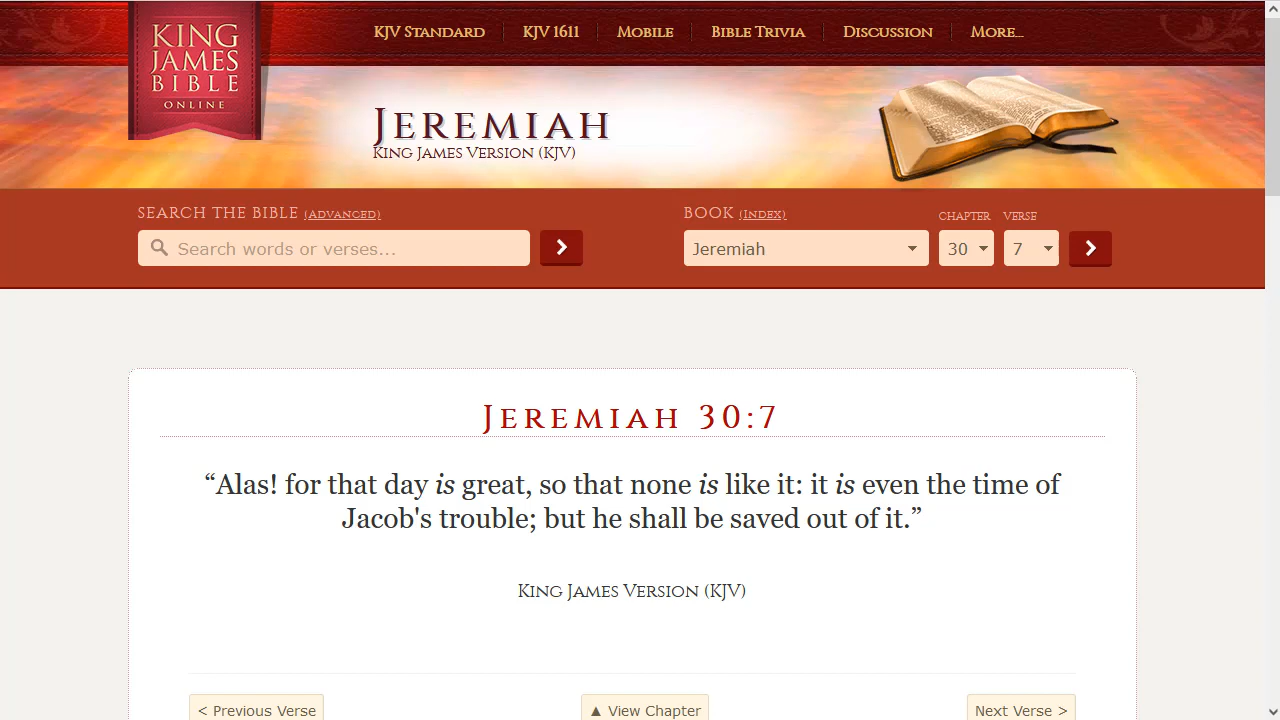 KING JAMES BIBLE ONLINE
KJV Standard KJV 1611 Mobile Bible Trivia Discussion More...
Jeremiah
King James Version (KJV)
Search the Bible (Advanced)
Book (Index) Chapter Verse
Search words or verses...
Jeremiah 30 7
Jeremiah 30:7
“Alas! for that day is great, so that none is like it: it is even the time of
Jacob's trouble; but he shall be saved out of it.”
King James Version (KJV)
< Previous Verse ▲ View Chapter Next Verse >